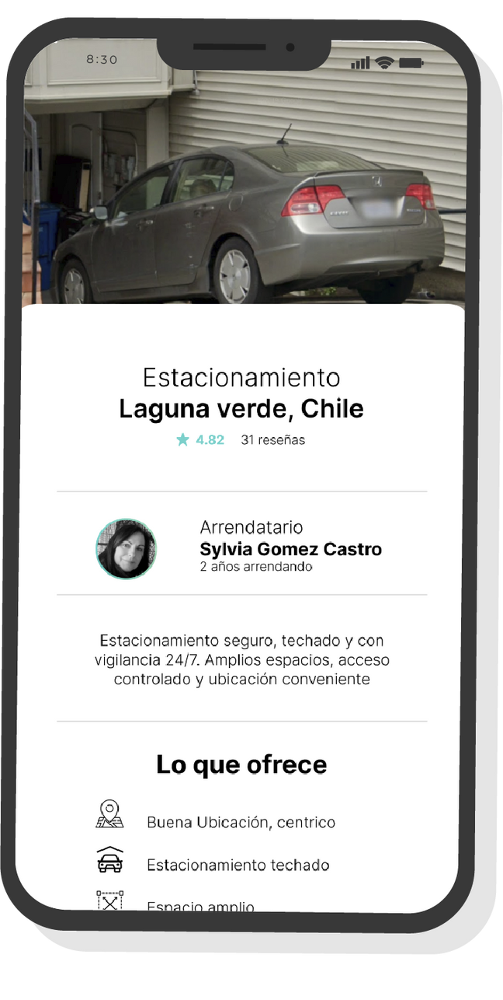 8:30
Estacionamiento
Laguna verde, Chile
4.82 31 reseñas
Arrendatario
Sylvia Gomez Castro
2 años arrendando
Estacionamiento seguro, techado y con
vigilancia 24/7. Amplios espacios, acceso
controlado y ubicación conveniente
Lo que ofrece
Buena Ubicación, centrico
Estacionamiento techado
Espacio amplio